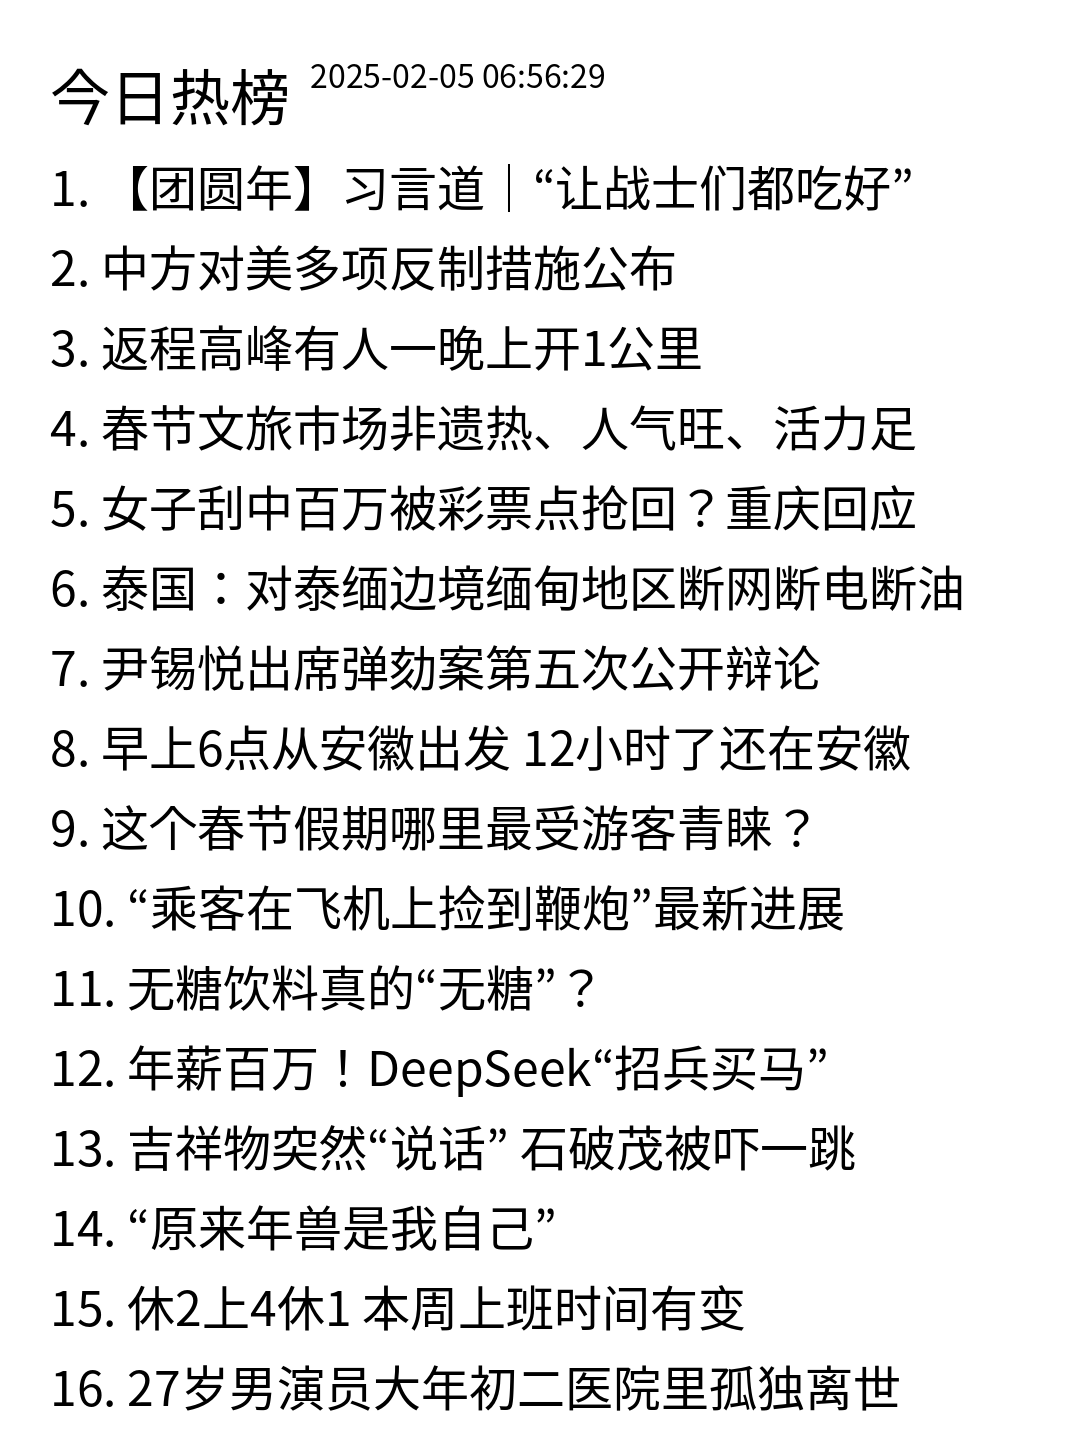 今日热榜 2025-02-05 06:56:29
1. 【团圆年】习言道｜“让战士们都吃好”
2. 中方对美多项反制措施公布
3. 返程高峰有人一晚上开1公里
4. 春节文旅市场非遗热、人气旺、活力足
5. 女子刮中百万被彩票点抢回？重庆回应
6. 泰国：对泰缅边境缅甸地区断网断电断油
7. 尹锡悦出席弹劾案第五次公开辩论
8. 早上6点从安徽出发 12小时了还在安徽
9. 这个春节假期哪里最受游客青睐？
10. “乘客在飞机上捡到鞭炮”最新进展
11. 无糖饮料真的“无糖”？
12. 年薪百万！DeepSeek“招兵买马”
13. 吉祥物突然“说话” 石破茂被吓一跳
14. “原来年兽是我自己”
15. 休2上4休1 本周上班时间有变
16. 27岁男演员大年初二医院里孤独离世